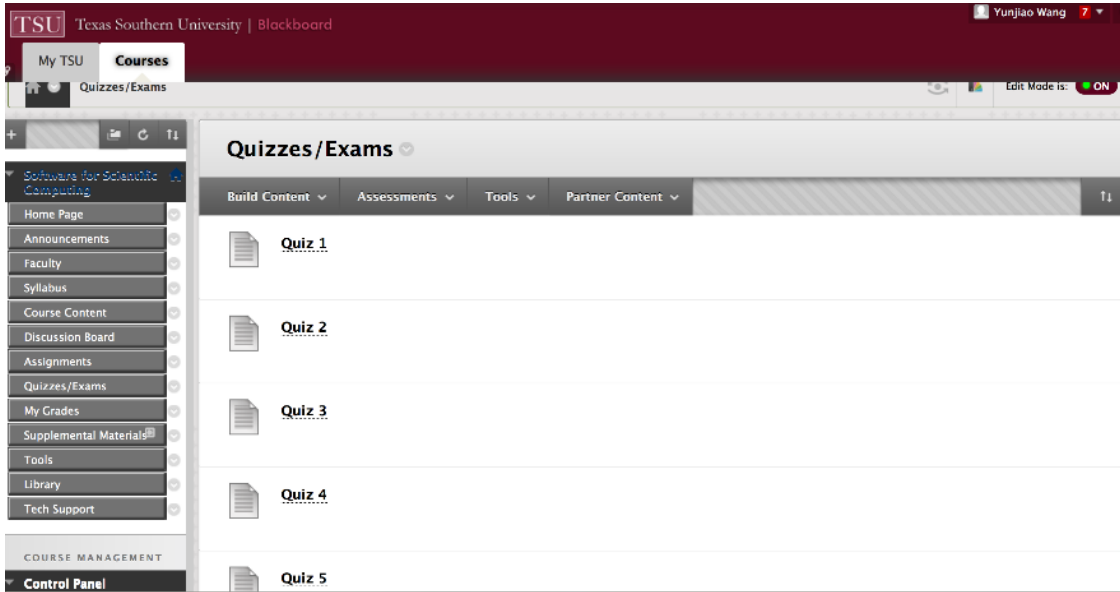 TSU Texas Southern University | Blackboard
Yunjiao Wang 7
My TSU Courses
Quizzes/Exams
Edit Mode is: ON
Software for Scientific
Computing
Home Page
Announcements
Faculty
Syllabus
Course Content
Discussion Board
Assignments
Quizzes/Exams
My Grades
Supplemental Materials
Tools
Library
Tech Support
COURSE MANAGEMENT
Control Panel
Quizzes/Exams
Build Content Assessments Tools Partner Content
Quiz 1
Quiz 2
Quiz 3
Quiz 4
Quiz 5